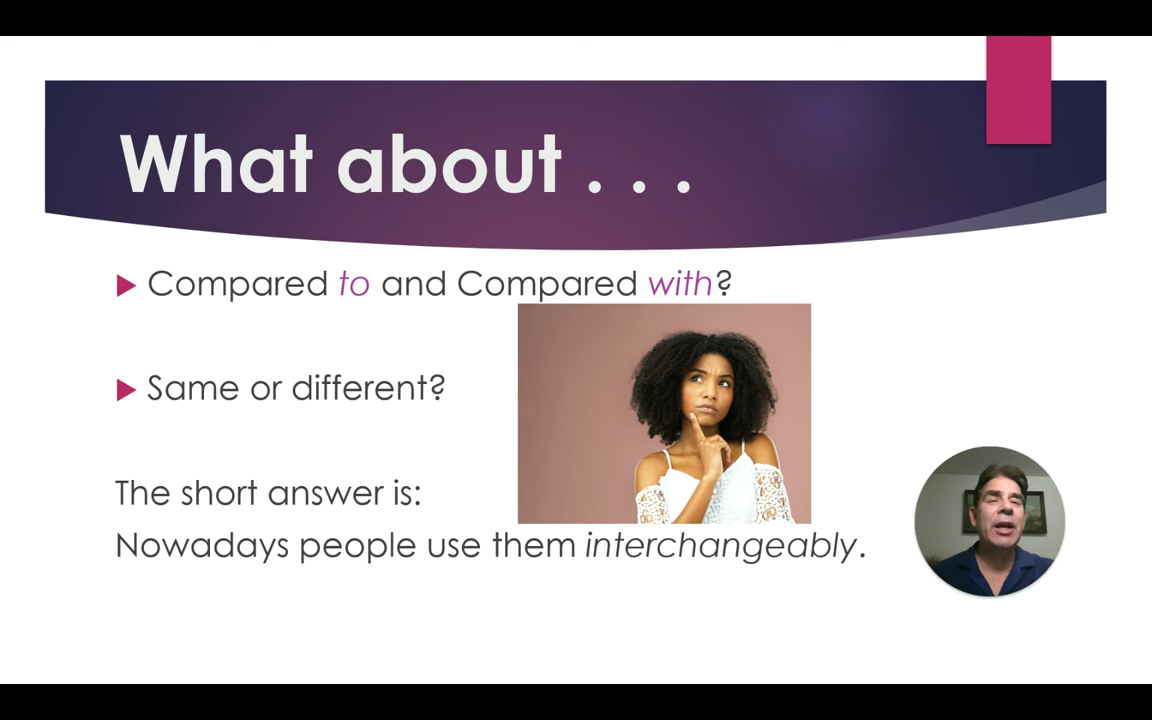 What about . . .
Compared to and Compared with?
Same or different?
The short answer is:
Nowadays people use them interchangeably.